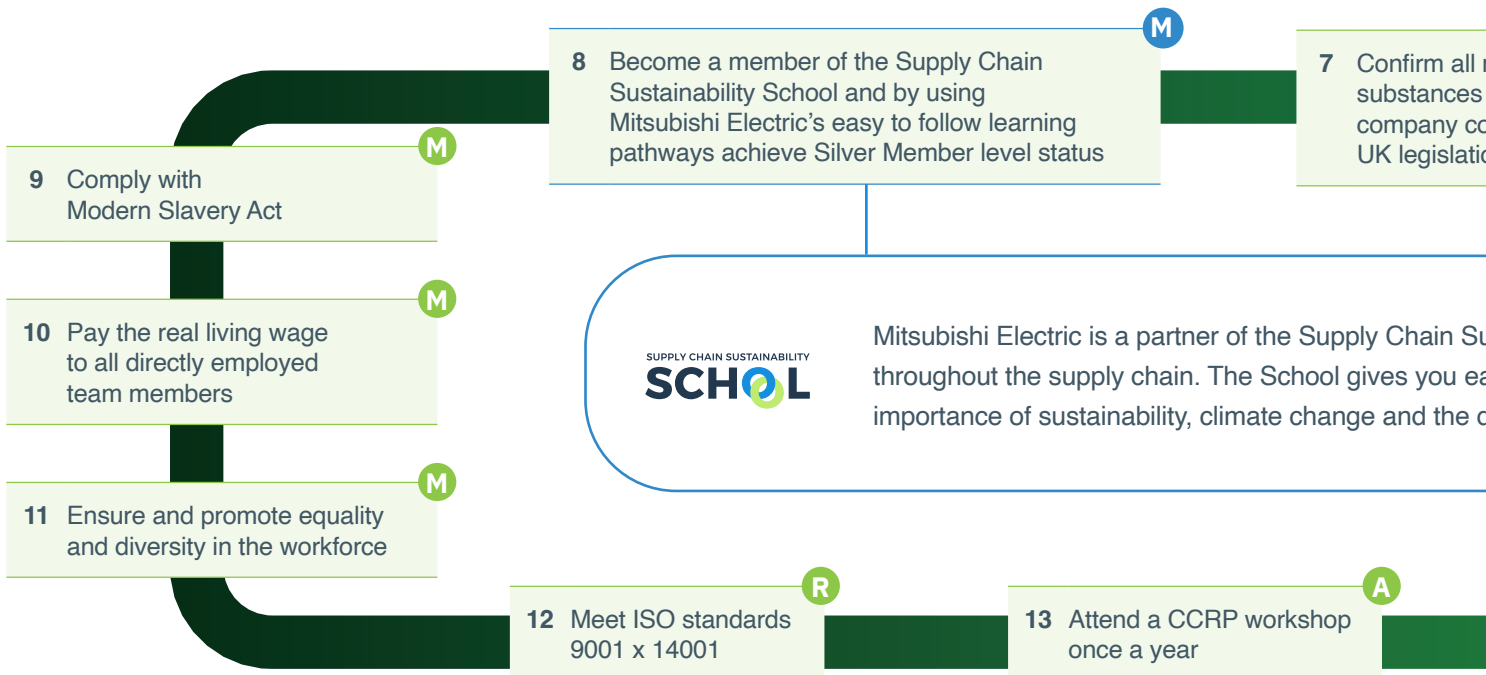 M
8 Become a member of the Supply Chain
Sustainability School and by using
Mitsubishi Electric's easy to follow learning
pathways achieve Silver Member level status
7 Confirm all
substances
company
UK
M
9 Comply with
Modern Slavery Act
M
10 Pay the real living wage
to all directly employed
team members
SUPPLY CHAIN SUSTAINABILITY
SCHOOL
Mitsubishi Electric is a partner of the Supply Chain
throughout the supply chain. The School gives you
importance of sustainability, climate change and the
M
11 Ensure and promote equality
and diversity in the workforce
R
12 Meet ISO standards
9001 x 14001
A
13 Attend a CCRP workshop
once a year